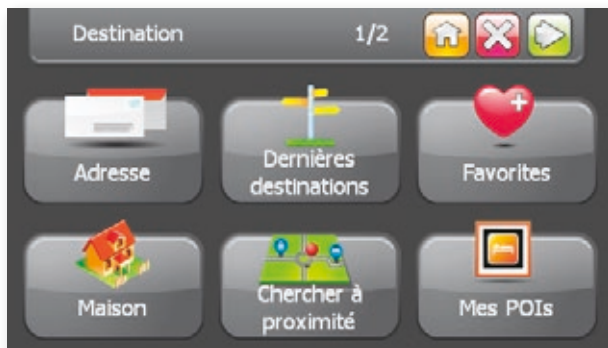 Destination 1/2
Adresse
Dernières
destinations
Favorites
Maison
Chercher à
proximité
Mes POIs